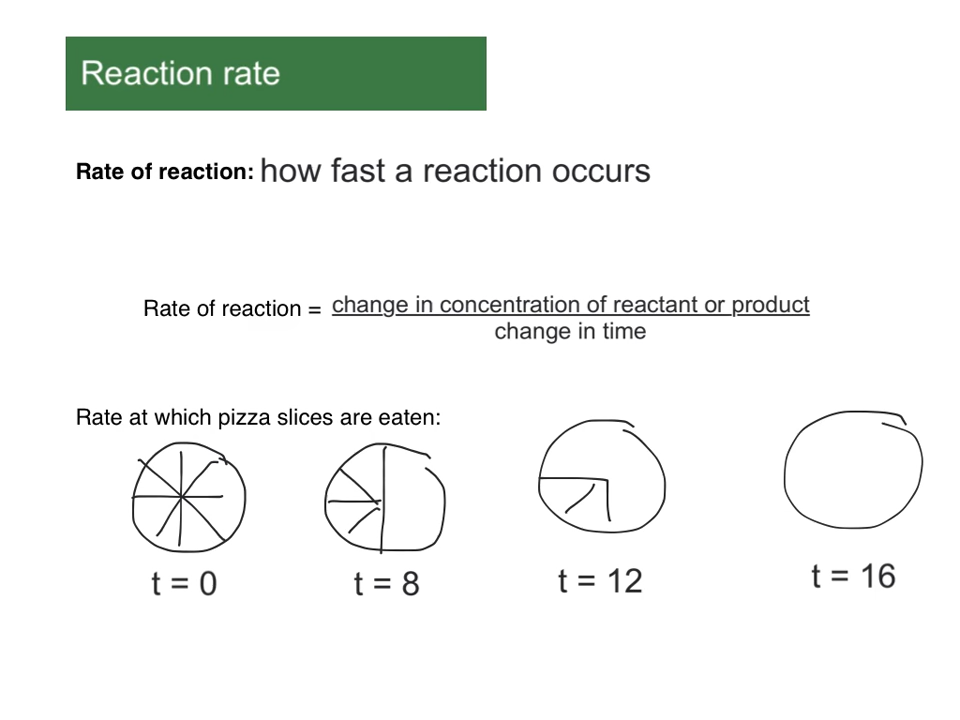 Reaction rate
Rate of reaction: how fast a reaction occurs
Rate of reaction = change in concentration of reactant or product
change in time
Rate at which pizza slices are eaten:
t = 0 t = 8 t = 12 t = 16